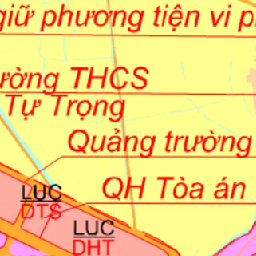 giữ phương tiện vi p
ường THCS
Tự Trọng
Quảng trường
QH Tòa án
LUC
DTS
LUC
DHT